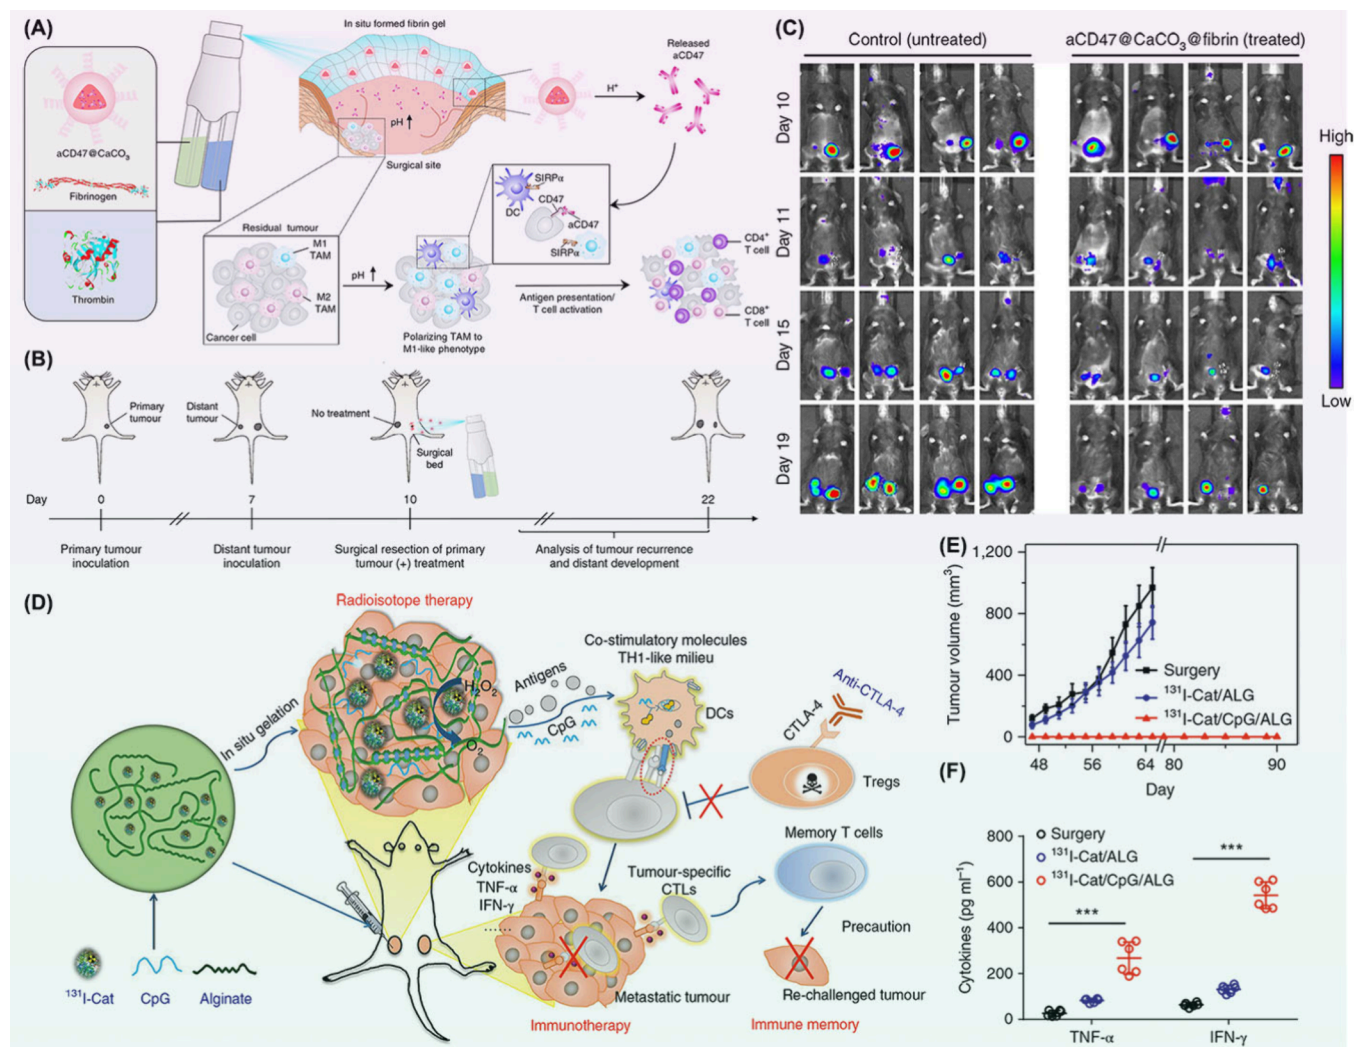 (A)
In situ formed fibrin gel
aCD47@CaCO₃
Fibrinogen
Thrombin
pH ↑
Surgical site
H⁺
Released
aCD47
Residual tumour
M1
TAM
M2
TAM
Cancer cell
pH ↑
Polarizing TAM to
M1-like phenotype
SIRPα
CD47
DC
aCD47
SIRPα
Antigen presentation/
T cell activation
CD4⁺
T cell
CD8⁺
T cell
(B)
Primary
tumour
Distant
tumour
No treatment
Surgical
bed
Day
0
7
10
22
Primary tumour
inoculation
Distant tumour
inoculation
Surgical resection of primary
tumour (+) treatment
Analysis of tumour recurrence
and distant development
(C)
Control (untreated)
aCD47@CaCO₃@fibrin (treated)
Day 10
Day 11
Day 15
Day 19
High
Low
(D)
Radioisotope therapy
In situ gelation
H₂O₂
O₂
Antigens
CpG
Co-stimulatory molecules
TH1-like milieu
DCs
CTLA-4
Anti-CTLA-4
Tregs
Cytokines
TNF-α
IFN-γ
......
Tumour-specific
CTLs
Memory T cells
Precaution
Metastatic tumour
Re-challenged tumour
Immunotherapy
Immune memory
¹³¹I-Cat
CpG
Alginate
(E)
Tumour volume (mm³)
1,200
800
400
0
48
56
64
80
90
Day
Surgery
¹³¹I-Cat/ALG
¹³¹I-Cat/CpG/ALG
(F)
Cytokines (pg ml⁻¹)
800
600
400
200
0
Surgery
¹³¹I-Cat/ALG
¹³¹I-Cat/CpG/ALG
***
***
TNF-α
IFN-γ